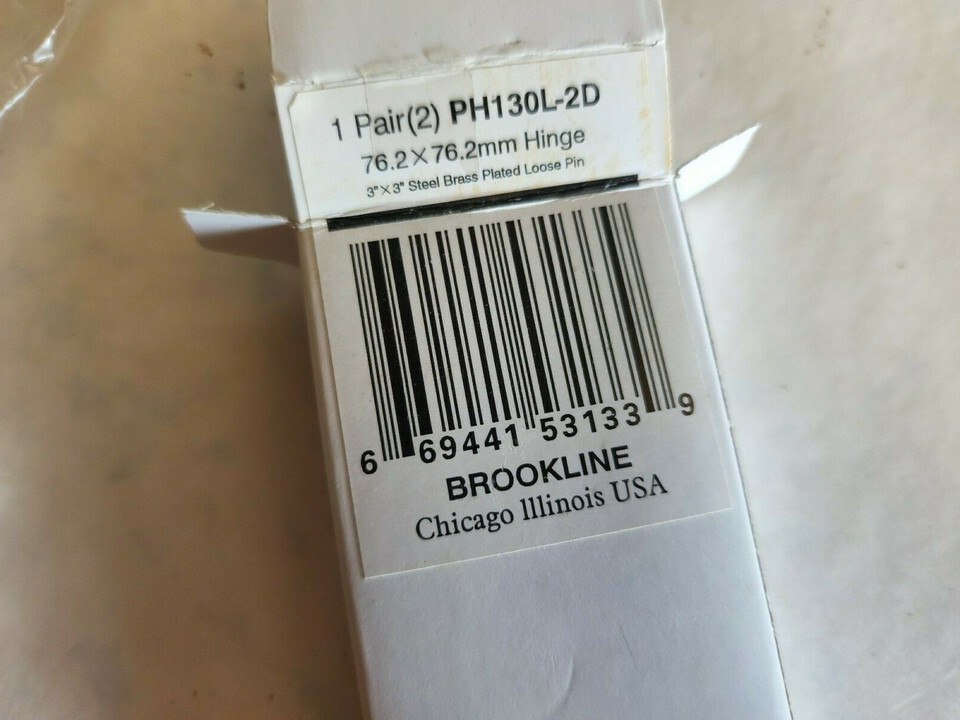 1 Pair(2) PH130L-2D
76.2×76.2mm Hinge
3"×3" Steel Brass Plated Loose Pin
6 69441 53133 9
BROOKLINE
Chicago lllinois USA